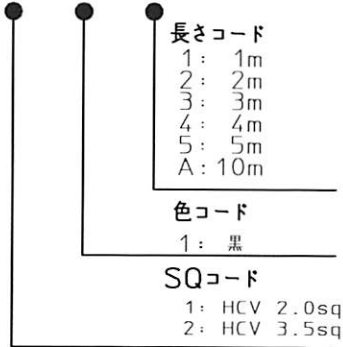 長さコード
1: 1m
2: 2m
3: 3m
4: 4m
5: 5m
A: 10m
色コード
1: 黒
SQコード
1: HCV 2.0sq
2: HCV 3.5sq